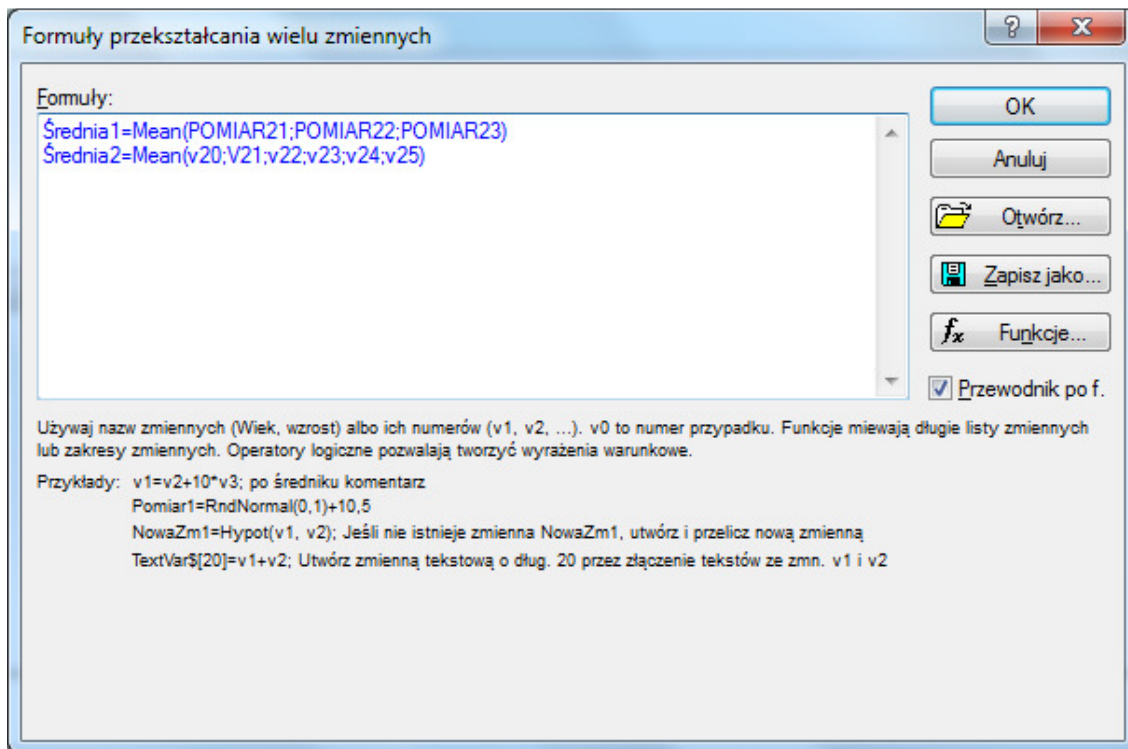 Formuły przekształcania wielu zmiennych
Formuły:
Średnia1=Mean(POMIAR21;POMIAR22;POMIAR23)
Średnia2=Mean(v20;V21;v22;v23;v24;v25)
OK
Anuluj
Otwórz...
Zapisz jako...
fx Funkcje...
Przewodnik po f.
Używaj nazw zmiennych (Wiek, wzrost) albo ich numerów (v1, v2, ...). v0 to numer przypadku. Funkcje miewają długie listy zmiennych
lub zakresy zmiennych. Operatory logiczne pozwalają tworzyć wyrażenia warunkowe.
Przykłady: v1=v2+10*v3; po średniku komentarz
Pomiar1=RndNormal(0,1)+10,5
NowaZm1=Hypot(v1, v2); Jeśli nie istnieje zmienna NowaZm1, utwórz i przelicz nową zmienną
TextVar$[20]=v1+v2; Utwórz zmienną tekstową o dług. 20 przez złączenie tekstów ze zmn. v1 i v2